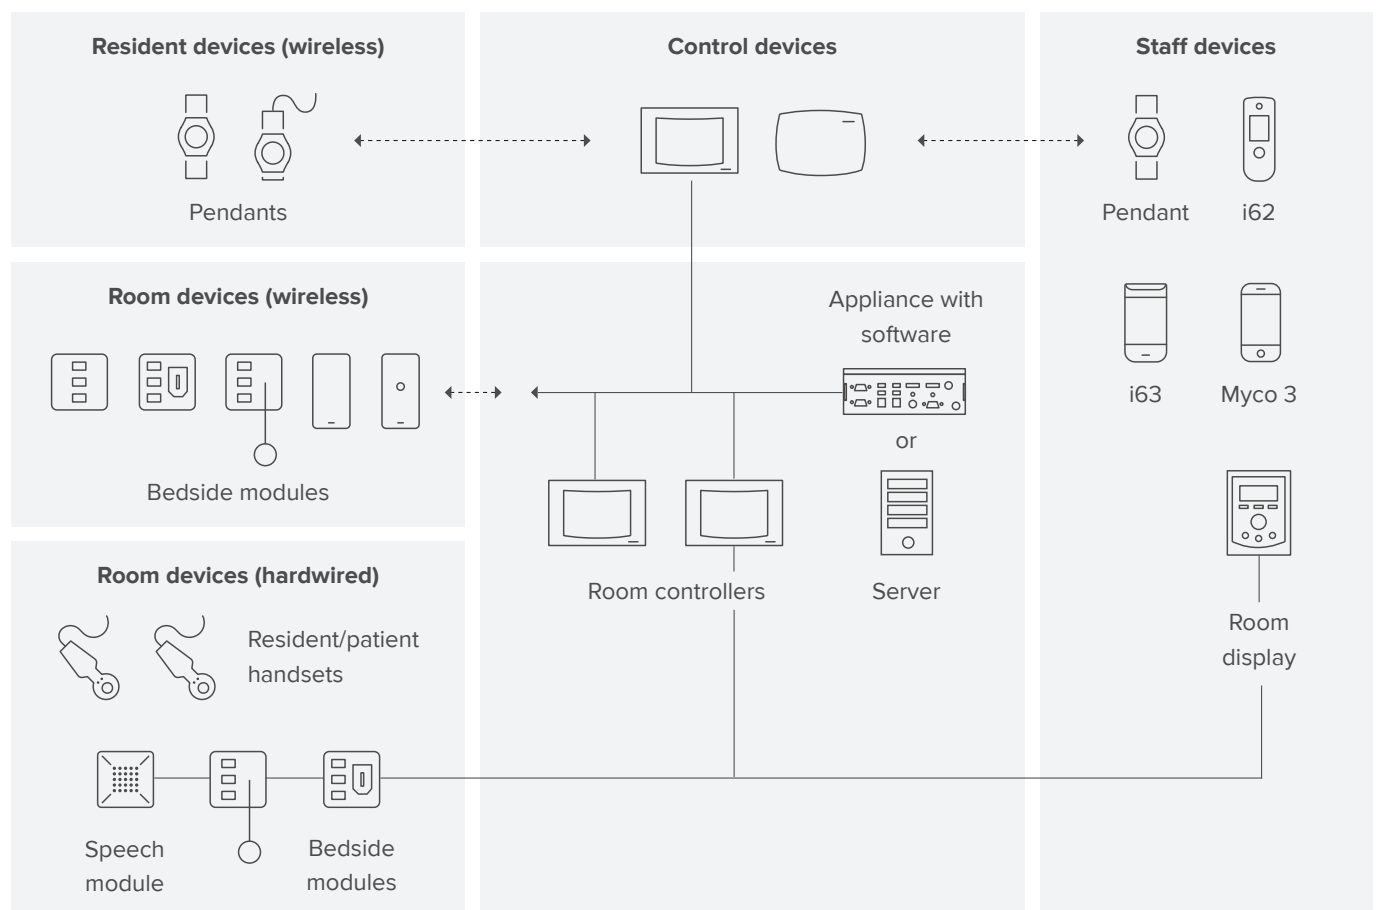 Resident devices (wireless)
Pendants
Control devices
Staff devices
Pendant
i62
i63
Myco 3
Room
display
Room devices (wireless)
Bedside modules
Appliance with
software
or
Room controllers
Server
Room devices (hardwired)
Resident/patient
handsets
Speech
module
Bedside
modules